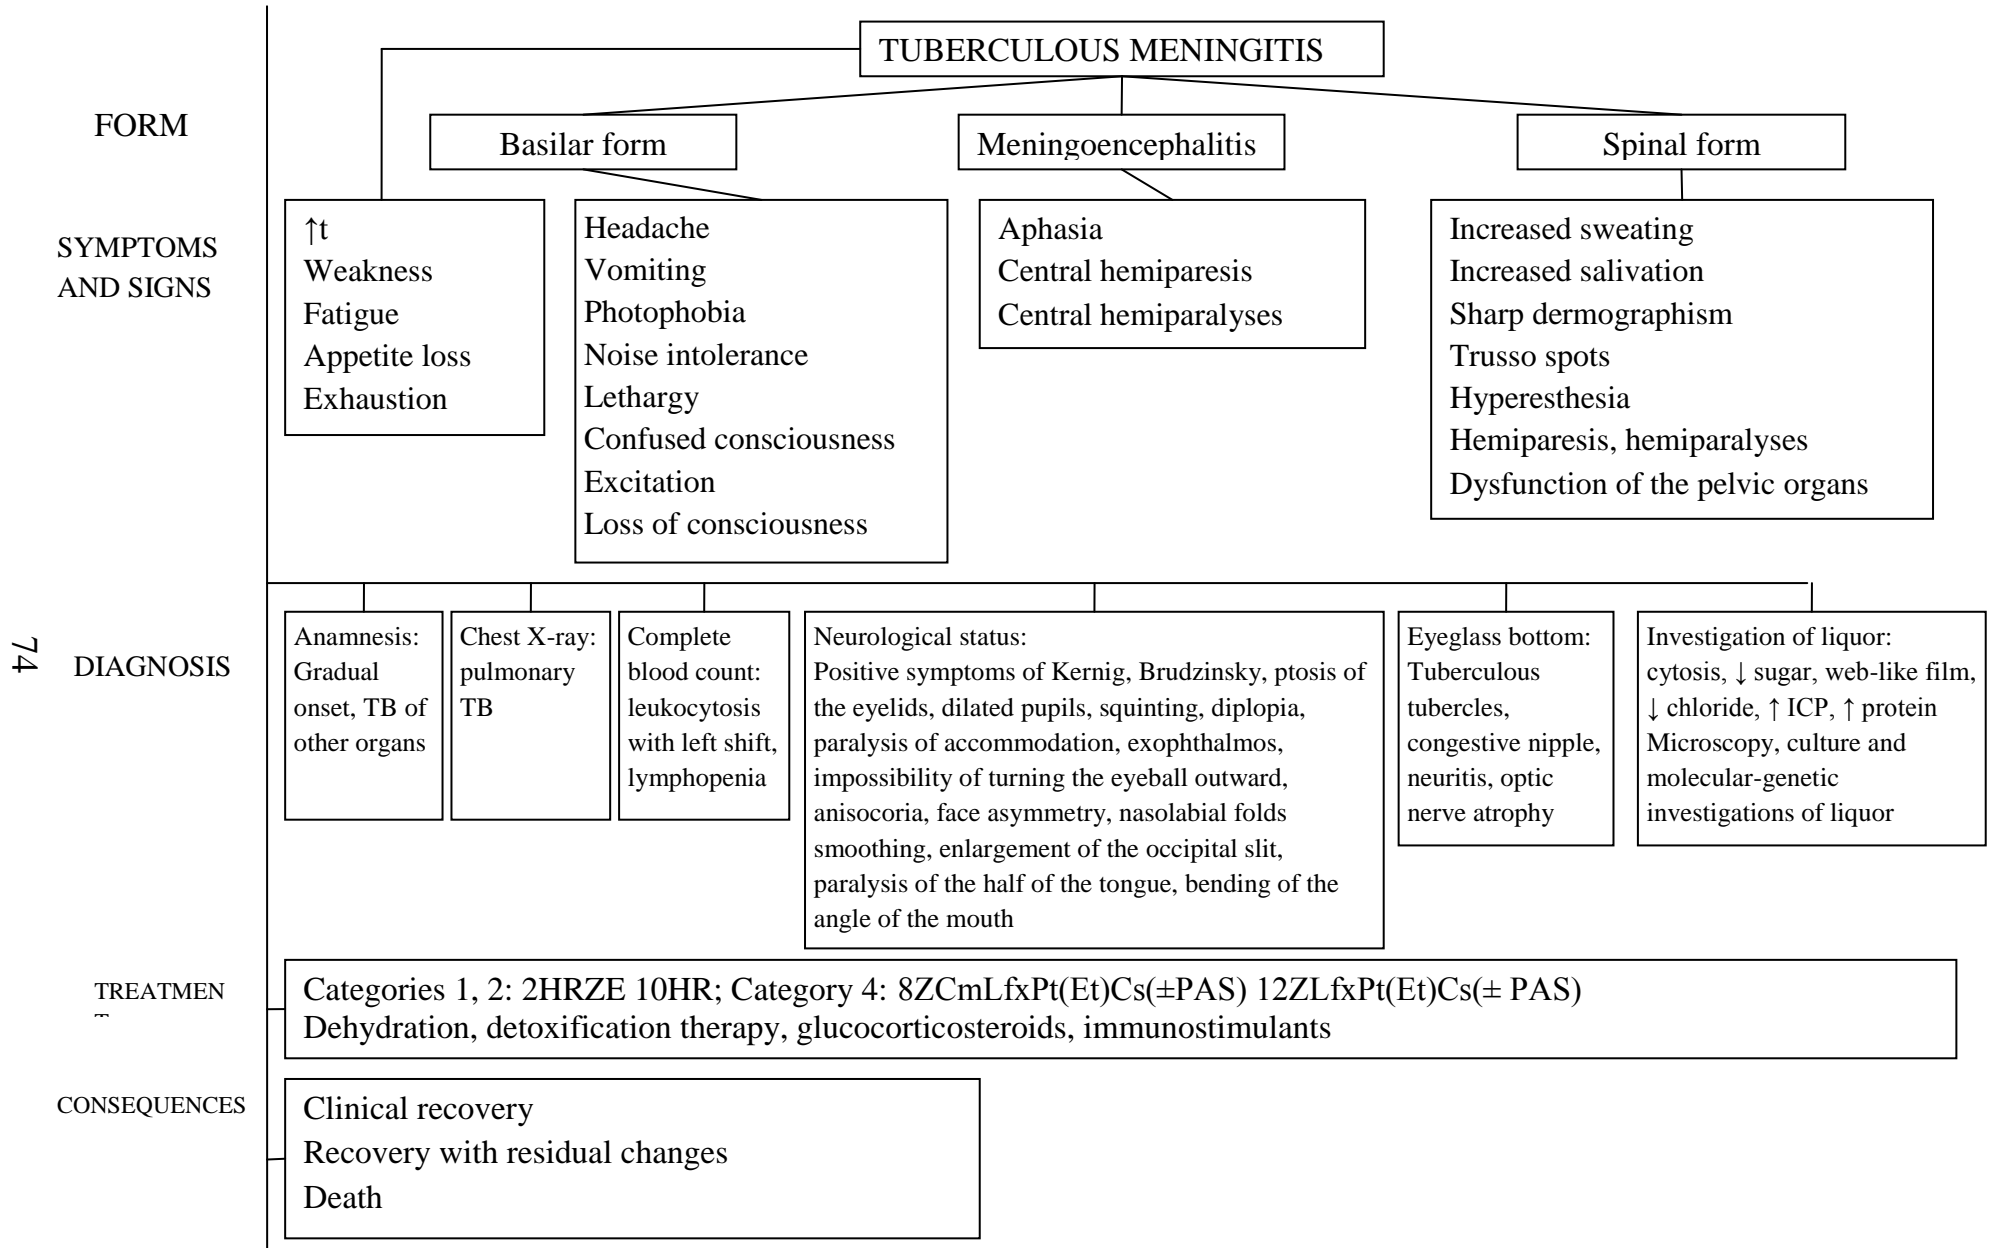 TUBERCULOUS MENINGITIS
FORM
Basilar form
Meningoencephalitis
Spinal form
SYMPTOMS
AND SIGNS
↑t
Weakness
Fatigue
Appetite loss
Exhaustion
Headache
Vomiting
Photophobia
Noise intolerance
Lethargy
Confused consciousness
Excitation
Loss of consciousness
Aphasia
Central hemiparesis
Central hemiparalyses
Increased sweating
Increased salivation
Sharp dermographism
Trusso spots
Hyperesthesia
Hemiparesis, hemiparalyses
Dysfunction of the pelvic organs
74
DIAGNOSIS
Anamnesis:
Gradual
onset, TB of
other organs
Chest X-ray:
pulmonary
TB
Complete
blood count:
leukocytosis
with left shift,
lymphopenia
Neurological status:
Positive symptoms of Kernig, Brudzinsky, ptosis of
the eyelids, dilated pupils, squinting, diplopia,
paralysis of accommodation, exophthalmos,
impossibility of turning the eyeball outward,
anisocoria, face asymmetry, nasolabial folds
smoothing, enlargement of the occipital slit,
paralysis of the half of the tongue, bending of the
angle of the mouth
Eyeglass bottom:
Tuberculous
tubercles,
congestive nipple,
neuritis, optic
nerve atrophy
Investigation of liquor:
cytosis, ↓ sugar, web-like film,
↓ chloride, ↑ ICP, ↑ protein
Microscopy, culture and
molecular-genetic
investigations of liquor
TREATMEN
Categories 1, 2: 2HRZE 10HR; Category 4: 8ZCmLfxPt(Et)Cs(±PAS) 12ZLfxPt(Et)Cs(± PAS)
Dehydration, detoxification therapy, glucocorticosteroids, immunostimulants
CONSEQUENCES
Clinical recovery
Recovery with residual changes
Death